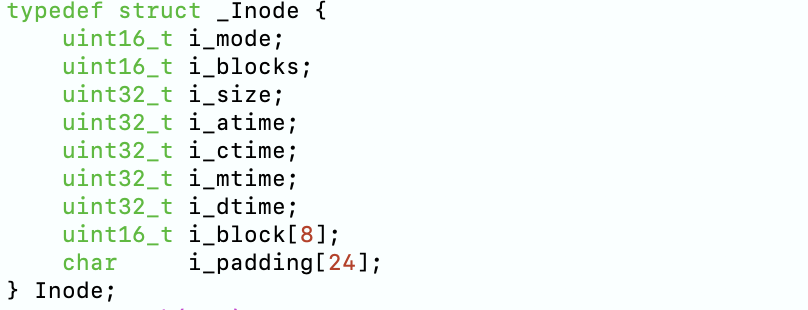 typedef struct _Inode {
    uint16_t i_mode;
    uint16_t i_blocks;
    uint32_t i_size;
    uint32_t i_atime;
    uint32_t i_ctime;
    uint32_t i_mtime;
    uint32_t i_dtime;
    uint16_t i_block[8];
    char     i_padding[24];
} Inode;